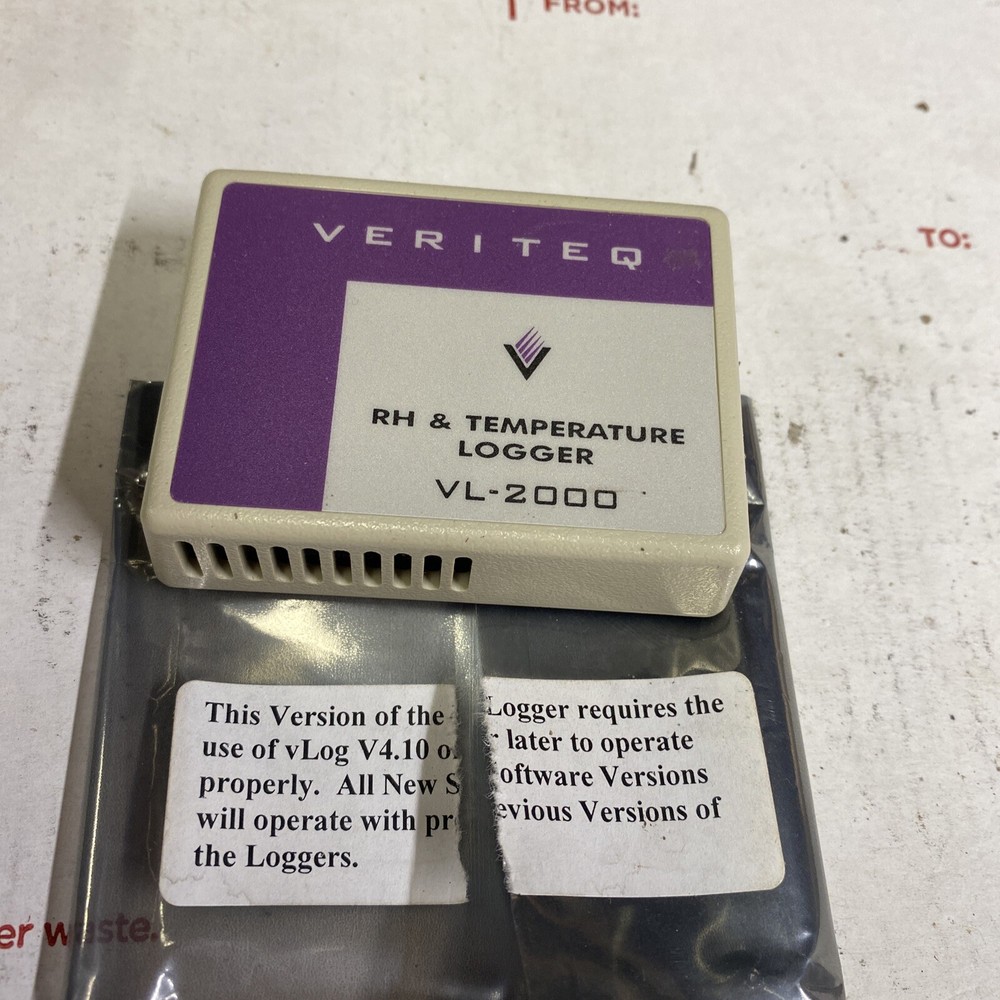 FROM:
TO:
VERITEQ
RH & TEMPERATURE
LOGGER
VL-2000
This Version of the Logger requires the
use of vLog V4.10 o later to operate
properly. All New S oftware Versions
will operate with pr evious Versions of
the Loggers.
er waste.